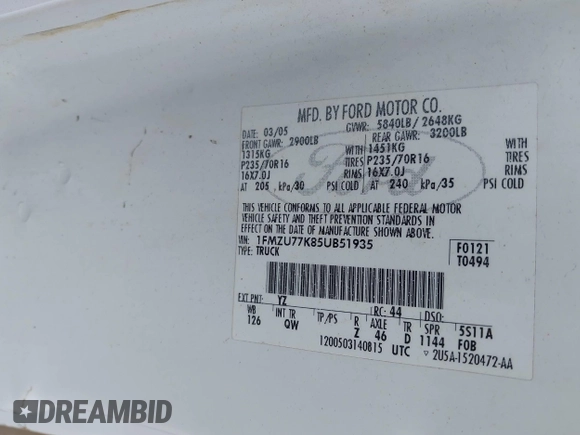 MFD. BY FORD MOTOR CO.
DATE: 03/05 GVWR: 5840LB/ 2648KG
FRONT GAWR: 2900LB REAR GAWR: 3200LB
1315KG WITH 1451KG WITH
P235/70R16 TIRES P235/70R16 TIRES
16X7.0J RIMS 16X7.0J RIMS
AT 205 kPa/30 PSI COLD AT 240 kPa/35 PSI COLD
Ford
THIS VEHICLE CONFORMS TO ALL APPLICABLE FEDERAL MOTOR
VEHICLE SAFETY AND THEFT PREVENTION STANDARDS IN
EFFECT ON THE DATE OF MANUFACTURE SHOWN ABOVE.
VIN: 1FMZU77K85UB51935
TYPE: TRUCK
F0121
T0494
EXT PNT: YZ RC: 44 DSO:
WB INT TR TP/PS R AXLE TR SPR 5S11A
126 QW Z 46 D 1144 FOB
1200503140815 UTC ▽ 2U5A-1520472-AA
DREAMBID